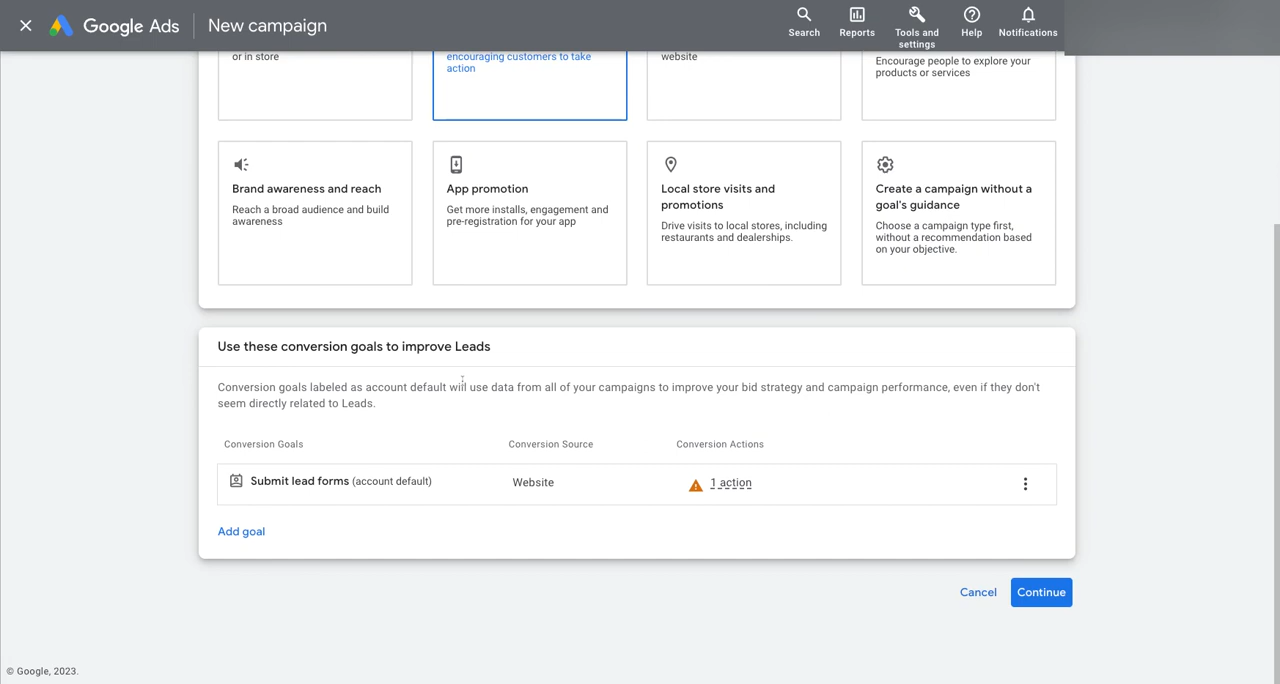 Google Ads
New campaign
Search
Reports
Tools and
settings
Help
Notifications
or in store
encouraging customers to take
action
website
Encourage people to explore your
products or services
Brand awareness and reach
Reach a broad audience and build
awareness
App promotion
Get more installs, engagement and
pre-registration for your app
Local store visits and
promotions
Drive visits to local stores, including
restaurants and dealerships.
Create a campaign without a
goal's guidance
Choose a campaign type first,
without a recommendation based
on your objective.
Use these conversion goals to improve Leads
Conversion goals labeled as account default will use data from all of your campaigns to improve your bid strategy and campaign performance, even if they don't
seem directly related to Leads.
Conversion Goals
Conversion Source
Conversion Actions
Submit lead forms (account default)
Website
1 action
Add goal
Cancel
Continue
© Google, 2023.